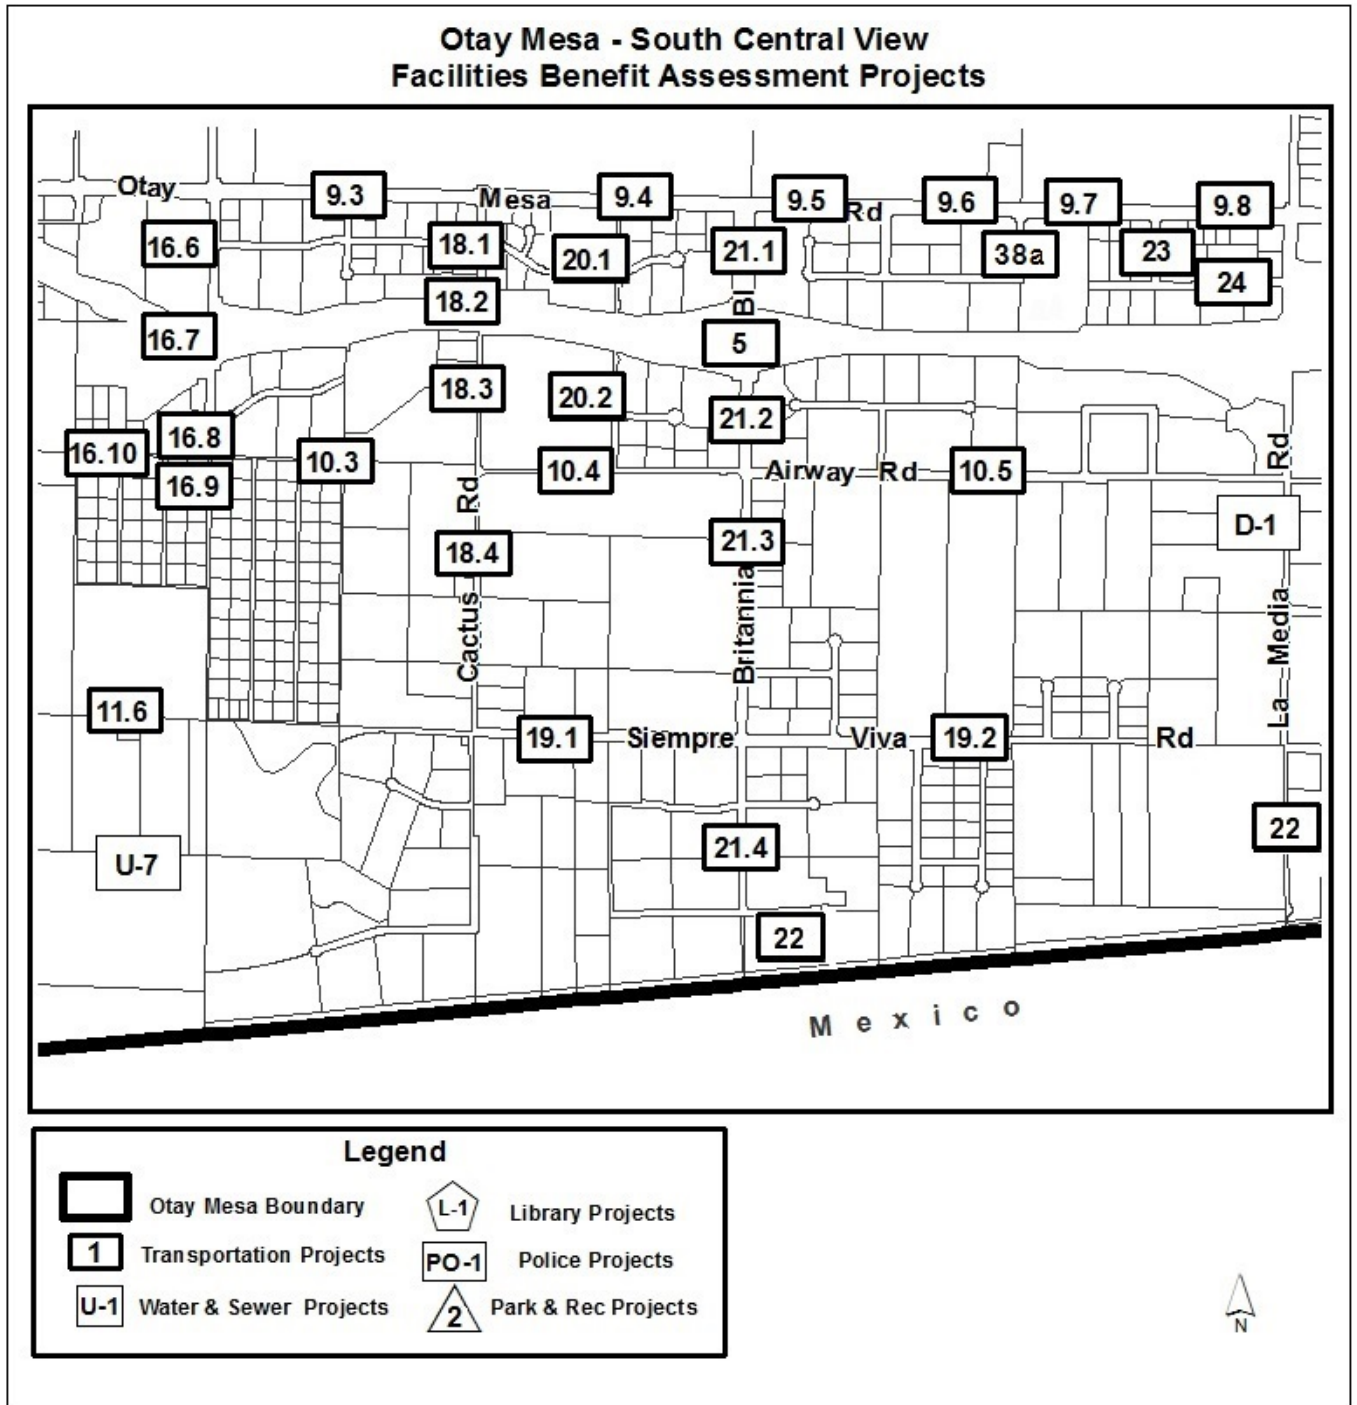 Otay Mesa - South Central View
Facilities Benefit Assessment Projects
Otay
9.3
Mesa
9.4
9.5
Rd
9.6
9.7
9.8
16.6
18.1
20.1
21.1
38a
23
24
18.2
Bl
16.7
5
18.3
20.2
21.2
16.8
16.10
10.3
16.9
10.4
Airway Rd
10.5
Rd
Rd
D-1
18.4
21.3
Cactus
Britannia
La Media
11.6
19.1
Siempre
Viva
19.2
Rd
22
U-7
21.4
22
Mexico
Legend
Otay Mesa Boundary
L-1
Library Projects
1
Transportation Projects
PO-1
Police Projects
U-1
Water & Sewer Projects
2
Park & Rec Projects
N